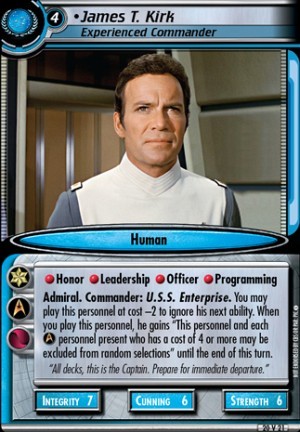 4
•James T. Kirk
Experienced Commander
Human
Honor Leadership Officer Programming
Admiral. Commander: U.S.S. Enterprise. You may
play this personnel at cost –2 to ignore his next ability. When
you play this personnel, he gains "This personnel and each
personnel present who has a cost of 4 or more may be
excluded from random selections" until the end of this turn.
"All decks, this is the Captain. Prepare for immediate departure."
INTEGRITY 7 CUNNING 6 STRENGTH 6
50 V 31